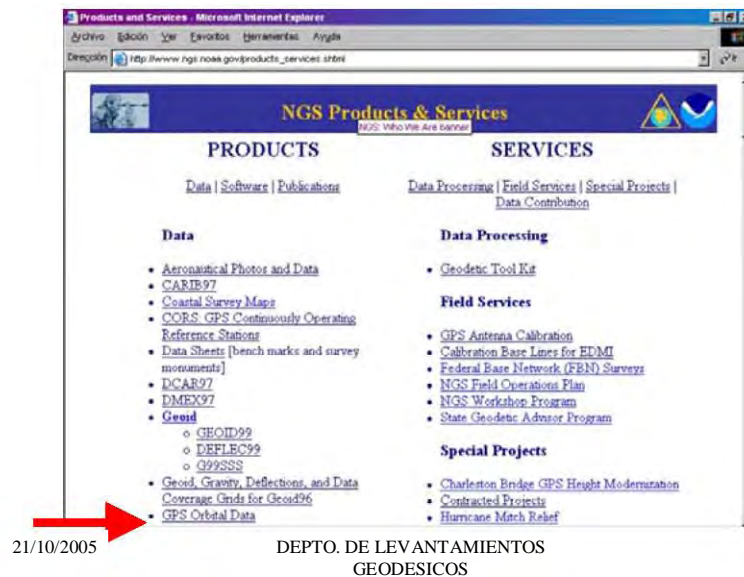 Products and Services - Microsoft Internet Explorer
Archivo Edición Ver Favoritos Herramientas Ayuda
Dirección http://www.ngs.noaa.gov/products_services.shtml
NGS Products & Services
NGS: Who We Are banner
PRODUCTS
Data | Software | Publications
Data
Aeronautical Photos and Data
CARIB97
Coastal Survey Maps
CORS: GPS Continuously Operating
Reference Stations
Data Sheets [bench marks and survey
monuments]
DCAR97
DMEX97
Geoid
GEOID99
DEFLEC99
G99SSS
Geoid, Gravity, Deflections, and Data
Coverage Grids for Geoid96
GPS Orbital Data
SERVICES
Data Processing | Field Services | Special Projects |
Data Contribution
Data Processing
Geodetic Tool Kit
Field Services
GPS Antenna Calibration
Calibration Base Lines for EDMI
Federal Base Network (FBN) Surveys
NGS Field Operations Plan
NGS Workshop Program
State Geodetic Advisor Program
Special Projects
Charleston Bridge GPS Height Modernization
Contracted Projects
Hurricane Mitch Relief
21/10/2005
DEPTO. DE LEVANTAMIENTOS
GEODESICOS